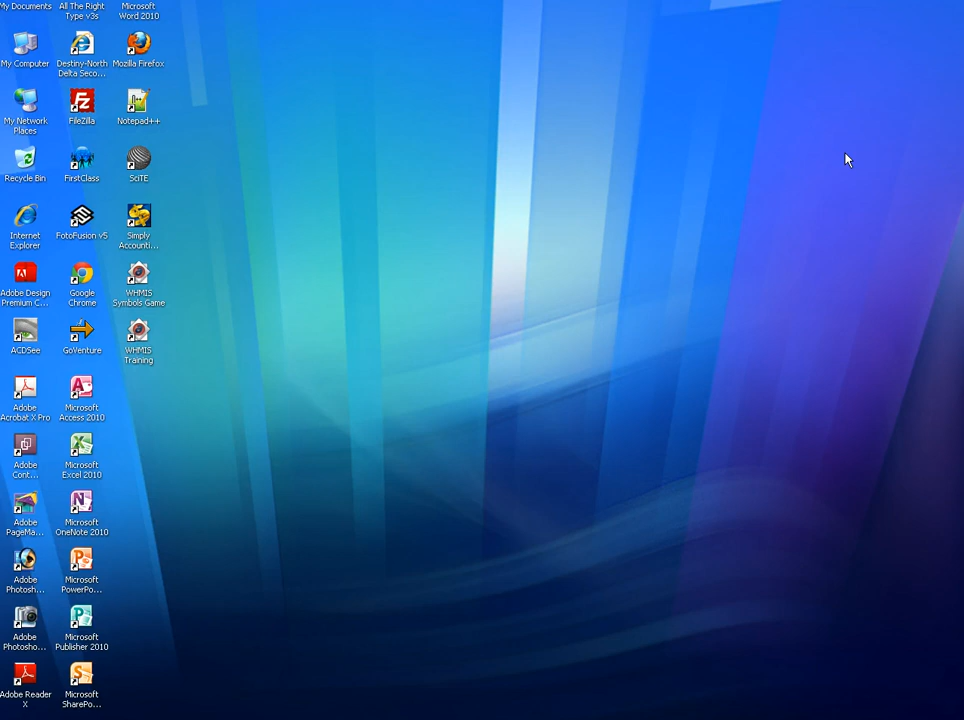 My Documents
All The Right
Type v3s
Microsoft
Word 2010
My Computer
Destiny-North
Delta Seco...
Mozilla Firefox
My Network
Places
FileZilla
Notepad++
Recycle Bin
FirstClass
SciTE
Internet
Explorer
FotoFusion v5
Simply
Accounti...
Adobe Design
Premium C...
Google
Chrome
WHMIS
Symbols Game
ACDSee
GoVenture
WHMIS
Training
Adobe
Acrobat X Pro
Microsoft
Access 2010
Adobe
Cont...
Microsoft
Excel 2010
Adobe
PageMa...
Microsoft
OneNote 2010
Adobe
Photosh...
Microsoft
PowerPo...
Adobe
Photosho...
Microsoft
Publisher 2010
Adobe Reader
X
Microsoft
SharePo...